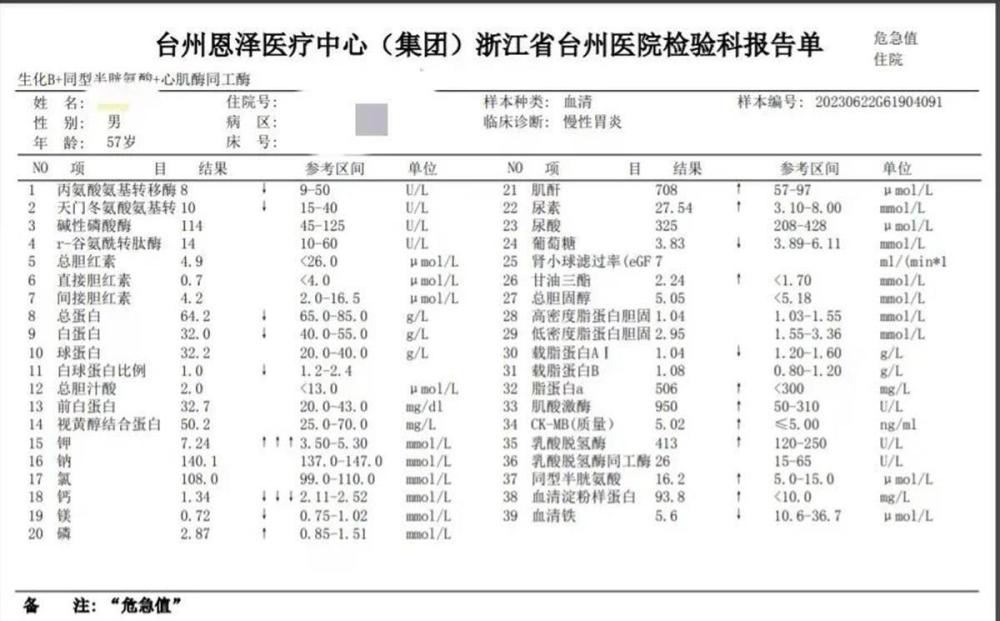 台州恩泽医疗中心（集团）浙江省台州医院检验科报告单
危急值
住院
生化B+同型半胱氨酸+心肌酶同工酶
姓 名: 住院号: 样本种类: 血清 样本编号: 20230622G61904091
性 别: 男 病 区: 临床诊断: 慢性胃炎
年 龄: 57岁 床 号:
NO 项 目 结果 参考区间 单位 NO 项 目 结果 参考区间 单位
1 丙氨酸氨基转移酶 8 ↓ 9-50 U/L 21 肌酐 708 ↑ 57-97 μmol/L
2 天门冬氨酸氨基转 10 ↓ 15-40 U/L 22 尿素 27.54 ↑ 3.10-8.00 mmol/L
3 碱性磷酸酶 114 45-125 U/L 23 尿酸 325 208-428 μmol/L
4 r-谷氨酰转肽酶 14 10-60 U/L 24 葡萄糖 3.83 ↓ 3.89-6.11 mmol/L
5 总胆红素 4.9 <26.0 μmol/L 25 肾小球滤过率(eGF 7 ml/(min*1
6 直接胆红素 0.7 <4.0 μmol/L 26 甘油三酯 2.24 ↑ <1.70 mmol/L
7 间接胆红素 4.2 2.0-16.5 μmol/L 27 总胆固醇 5.05 <5.18 mmol/L
8 总蛋白 64.2 ↓ 65.0-85.0 g/L 28 高密度脂蛋白胆固 1.04 1.03-1.55 mmol/L
9 白蛋白 32.0 ↓ 40.0-55.0 g/L 29 低密度脂蛋白胆固 2.95 1.55-3.36 mmol/L
10 球蛋白 32.2 20.0-40.0 g/L 30 载脂蛋白AⅠ 1.04 ↓ 1.20-1.60 g/L
11 白球蛋白比例 1.0 ↓ 1.2-2.4 31 载脂蛋白B 1.08 0.80-1.20 g/L
12 总胆汁酸 2.0 <13.0 μmol/L 32 脂蛋白a 506 ↑ <300 mg/L
13 前白蛋白 32.7 20.0-43.0 mg/dl 33 肌酸激酶 950 ↑ 50-310 U/L
14 视黄醇结合蛋白 50.2 25.0-70.0 mg/L 34 CK-MB(质量) 5.02 ↑ ≤5.00 ng/ml
15 钾 7.24 ↑↑↑ 3.50-5.30 mmol/L 35 乳酸脱氢酶 413 ↑ 120-250 U/L
16 钠 140.1 137.0-147.0 mmol/L 36 乳酸脱氢酶同工酶 26 15-65 U/L
17 氯 108.0 99.0-110.0 mmol/L 37 同型半胱氨酸 16.2 ↑ 5.0-15.0 μmol/L
18 钙 1.34 ↓↓↓ 2.11-2.52 mmol/L 38 血清淀粉样蛋白 93.8 ↑ <10.0 mg/L
19 镁 0.72 ↓ 0.75-1.02 mmol/L 39 血清铁 5.6 ↓ 10.6-36.7 μmol/L
20 磷 2.87 ↑ 0.85-1.51 mmol/L
备 注: “危急值”